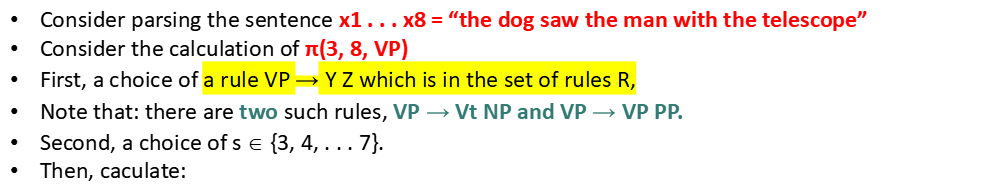 • Consider parsing the sentence x1 . . . x8 = “the dog saw the man with the telescope”
• Consider the calculation of π(3, 8, VP)
• First, a choice of a rule VP → Y Z which is in the set of rules R,
• Note that: there are two such rules, VP → Vt NP and VP → VP PP.
• Second, a choice of s ∈ {3, 4, . . . 7}.
• Then, caculate: